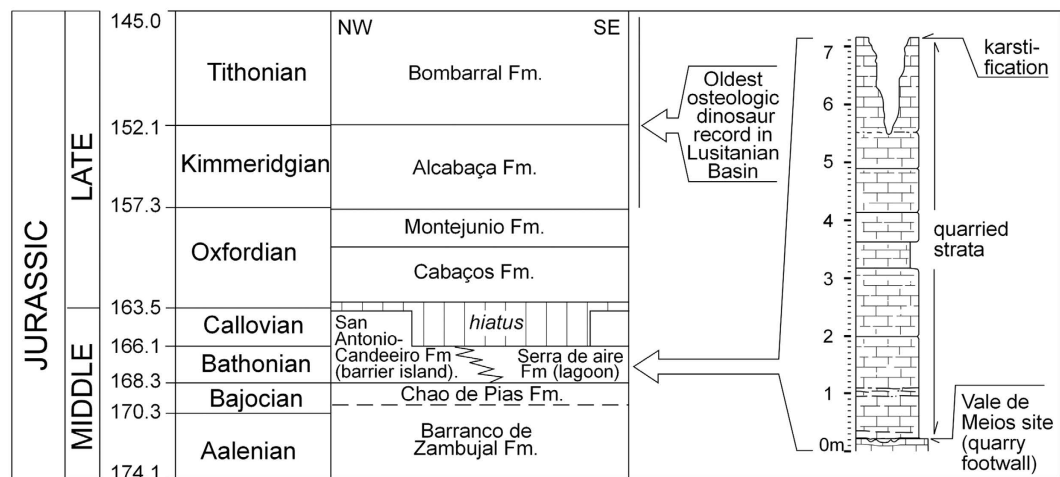 JURASSIC
LATE
MIDDLE
145.0
152.1
157.3
163.5
166.1
168.3
170.3
174.1
Tithonian
Kimmeridgian
Oxfordian
Callovian
Bathonian
Bajocian
Aalenian
NW
SE
Bombarral Fm.
Alcabaça Fm.
Montejunio Fm.
Cabaços Fm.
hiatus
San
Antonio-
Candeeiro Fm
(barrier island).
Serra de aire
Fm (lagoon)
Chao de Pias Fm.
Barranco de
Zambujal Fm.
Oldest
osteologic
dinosaur
record in
Lusitanian
Basin
7
6
5
4
3
2
1
0m
karsti-
fication
quarried
strata
Vale de
Meios site
(quarry
footwall)